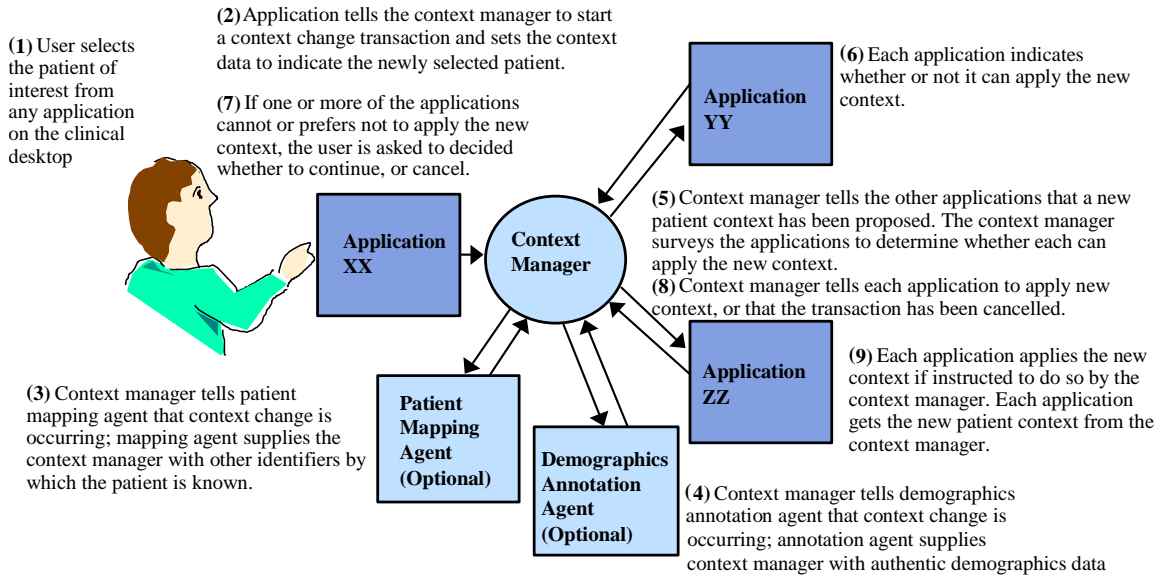 (1) User selects
the patient of
interest from
any application
on the clinical
desktop
(2) Application tells the context manager to start
a context change transaction and sets the context
data to indicate the newly selected patient.
(7) If one or more of the applications
cannot or prefers not to apply the new
context, the user is asked to decided
whether to continue, or cancel.
Application
YY
(6) Each application indicates
whether or not it can apply the new
context.
Application
XX
Context
Manager
(5) Context manager tells the other applications that a new
patient context has been proposed. The context manager
surveys the applications to determine whether each can
apply the new context.
(8) Context manager tells each application to apply new
context, or that the transaction has been cancelled.
Application
ZZ
(9) Each application applies the new
context if instructed to do so by the
context manager. Each application
gets the new patient context from the
context manager.
(3) Context manager tells patient
mapping agent that context change is
occurring; mapping agent supplies the
context manager with other identifiers by
which the patient is known.
Patient
Mapping
Agent
(Optional)
Demographics
Annotation
Agent
(Optional)
(4) Context manager tells demographics
annotation agent that context change is
occurring; annotation agent supplies
context manager with authentic demographics data